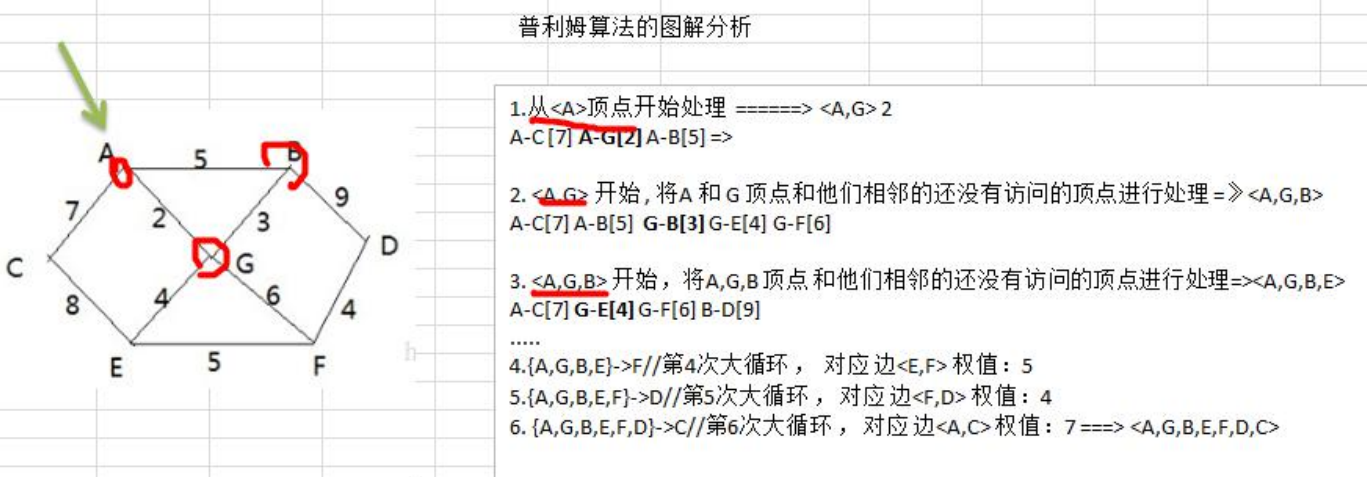 普利姆算法的图解分析
1.从<A>顶点开始处理 ======> <A,G> 2
A-C [7] A-G[2] A-B[5] =>
2. <A,G> 开始 , 将A 和 G 顶点和他们相邻的还没有访问的顶点进行处理 =》<A,G,B>
A-C[7] A-B[5] G-B[3] G-E[4] G-F[6]
3. <A,G,B> 开始，将A,G,B 顶点 和他们相邻的还没有访问的顶点进行处理=><A,G,B,E>
A-C[7] G-E[4] G-F[6] B-D[9]
.....
4.{A,G,B,E}->F//第4次大循环 ， 对应边<E,F> 权值：5
5.{A,G,B,E,F}->D//第5次大循环 ，对应边<F,D> 权值：4
6. {A,G,B,E,F,D}->C//第6次大循环 ，对应边<A,C> 权值：7 ===> <A,G,B,E,F,D,C>
A
5
B
7
2
3
9
C
G
D
8
4
6
4
E
5
F
h